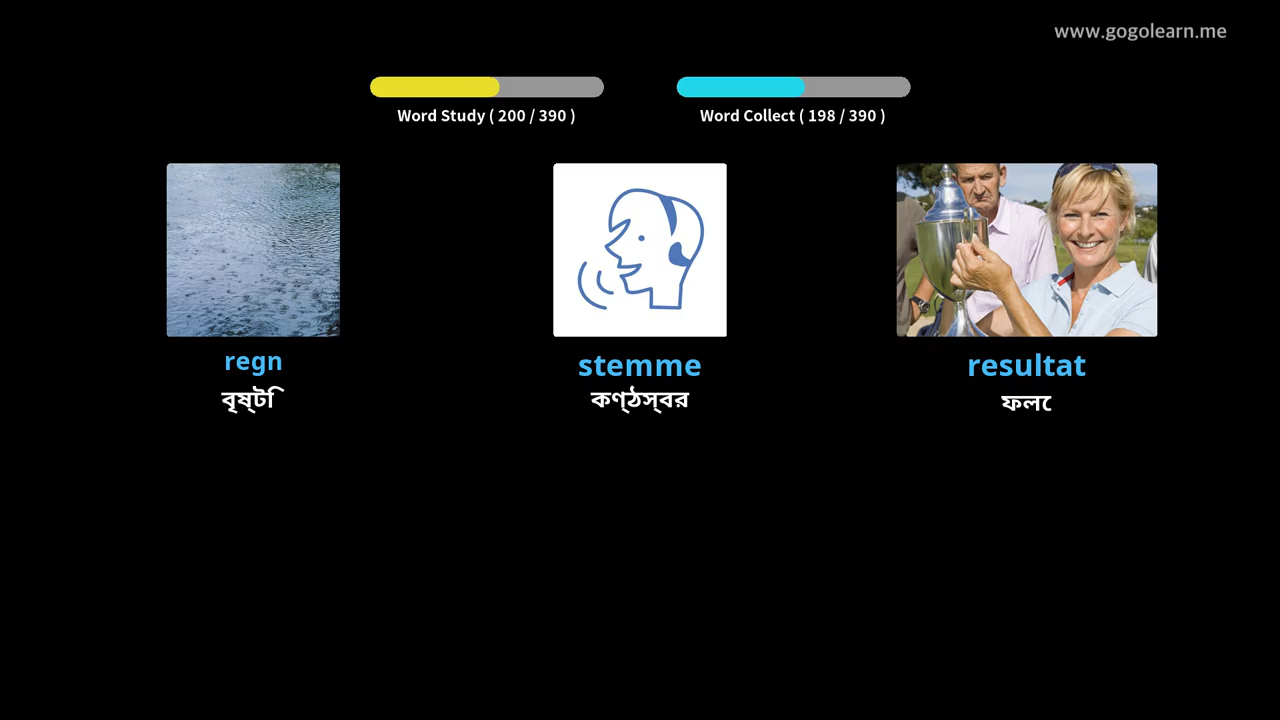 www.gogolearn.me
Word Study ( 200 / 390 )
Word Collect ( 198 / 390 )
regn
stemme
resultat
বৃষ্টি
কণ্ঠস্বর
ফলে